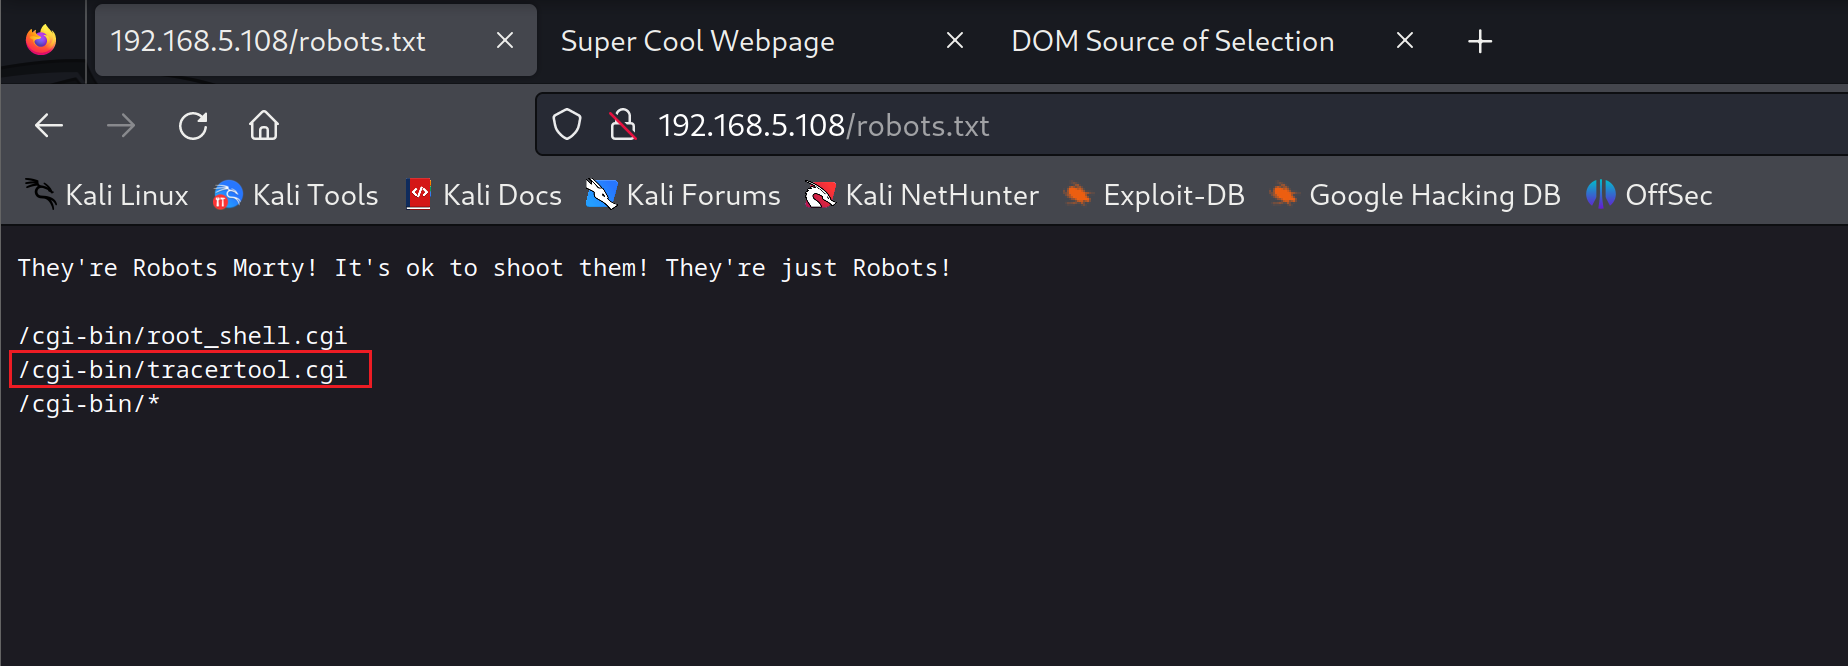 192.168.5.108/robots.txt
Super Cool Webpage
DOM Source of Selection
192.168.5.108/robots.txt
Kali Linux
Kali Tools
Kali Docs
Kali Forums
Kali NetHunter
Exploit-DB
Google Hacking DB
OffSec
They're Robots Morty! It's ok to shoot them! They're just Robots!
/cgi-bin/root_shell.cgi
/cgi-bin/tracertool.cgi
/cgi-bin/*